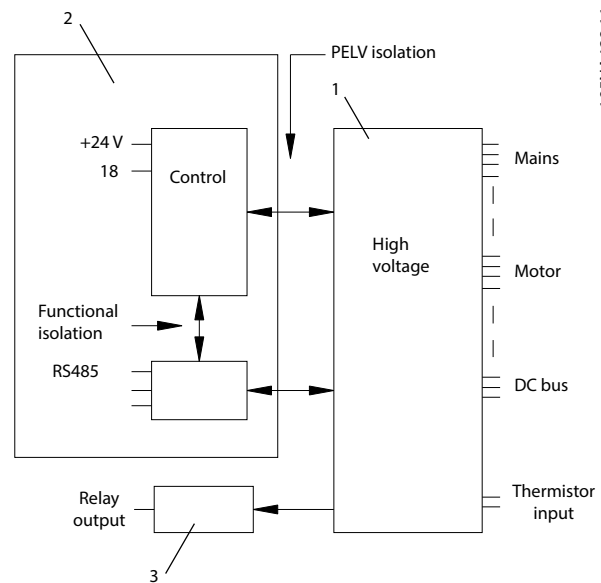 2
PELV isolation
1
+24 V
18
Control
Mains
High
voltage
Motor
Functional
isolation
RS485
DC bus
Relay
output
Thermistor
input
3